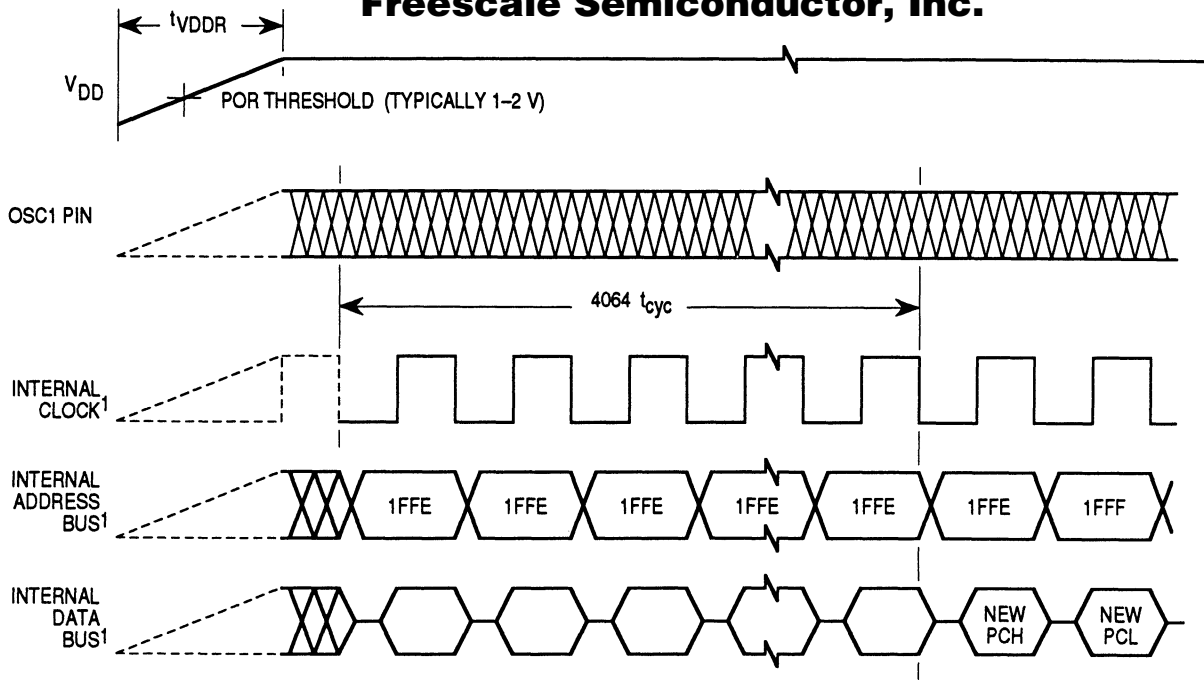 Freescale Semiconductor, Inc.
tVDDR
VDD
POR THRESHOLD (TYPICALLY 1–2 V)
OSC1 PIN
4064 tcyc
INTERNAL
CLOCK1
INTERNAL
ADDRESS
BUS1
1FFE 1FFE 1FFE 1FFE 1FFE 1FFE 1FFF
INTERNAL
DATA
BUS1
NEW
PCH
NEW
PCL